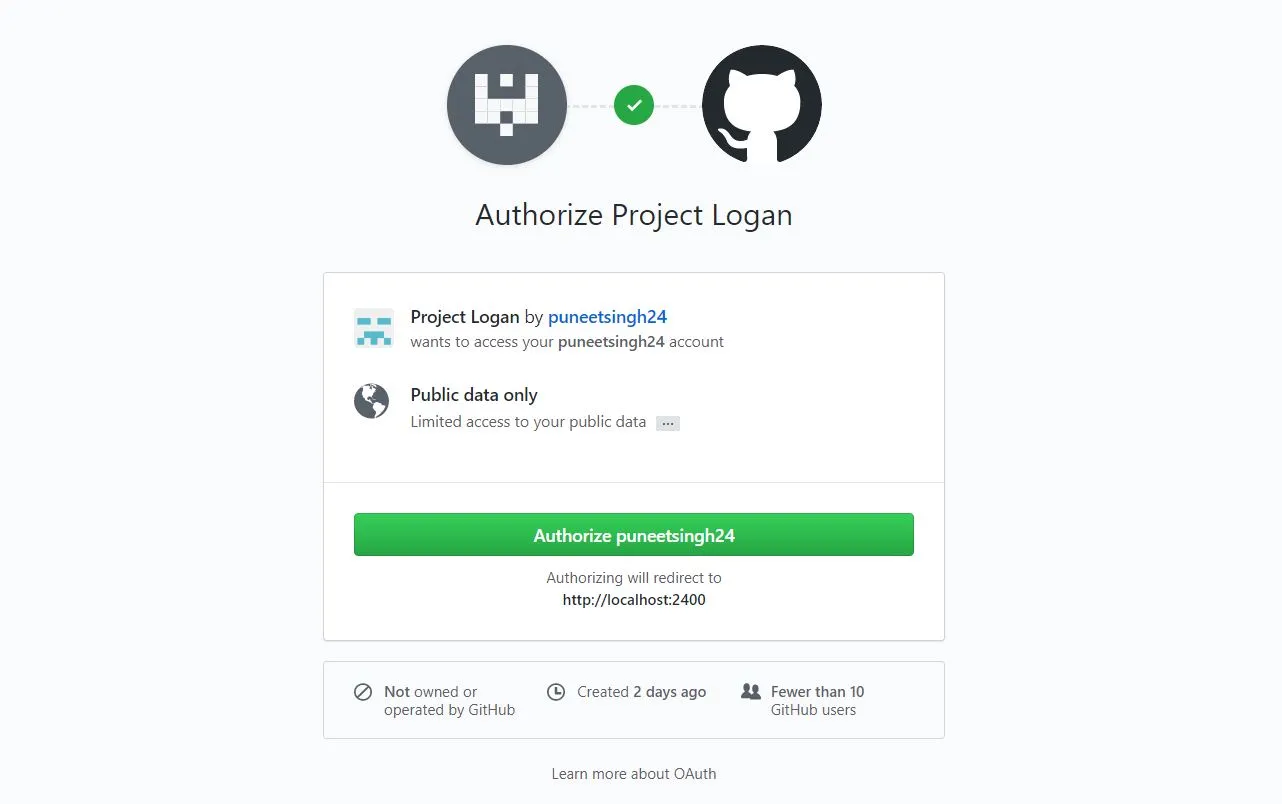 Authorize Project Logan
Project Logan by puneetsingh24
wants to access your puneetsingh24 account
Public data only
Limited access to your public data ...
Authorize puneetsingh24
Authorizing will redirect to
http://localhost:2400
Not owned or
operated by GitHub
Created 2 days ago
Fewer than 10
GitHub users
Learn more about OAuth